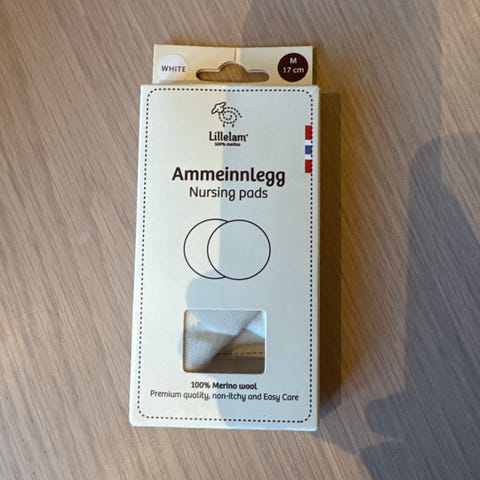 WHITE
M
17 cm
Lillelam®
100% merino
Ammeinnlegg
Nursing pads
100% Merino wool
Premium quality, non-itchy and Easy Care